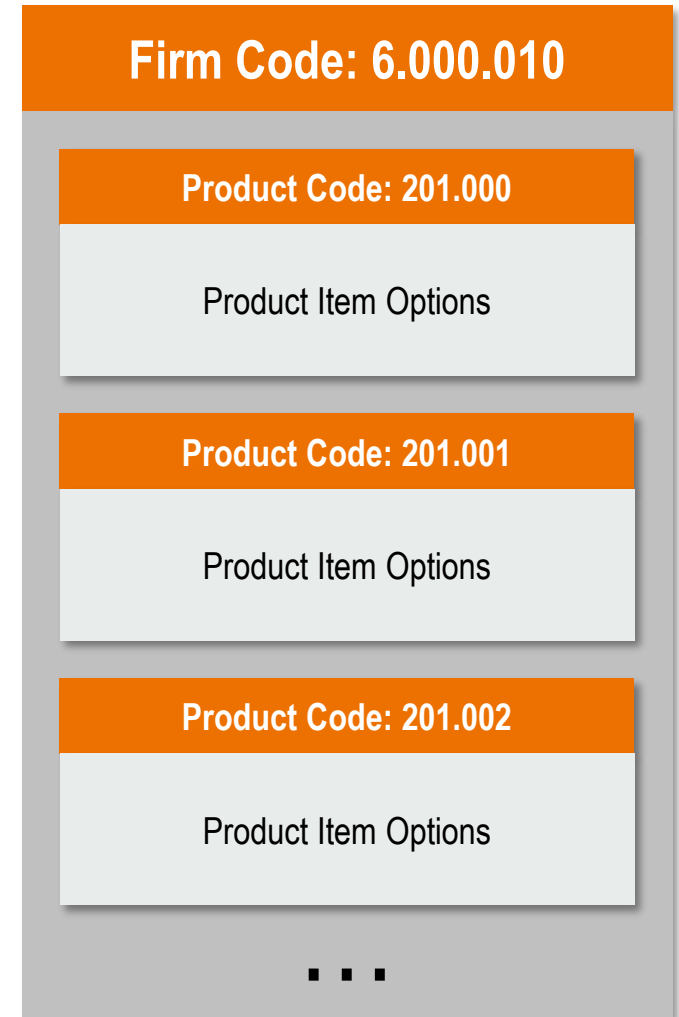 Firm Code: 6.000.010
Product Code: 201.000
Product Item Options
Product Code: 201.001
Product Item Options
Product Code: 201.002
Product Item Options
...